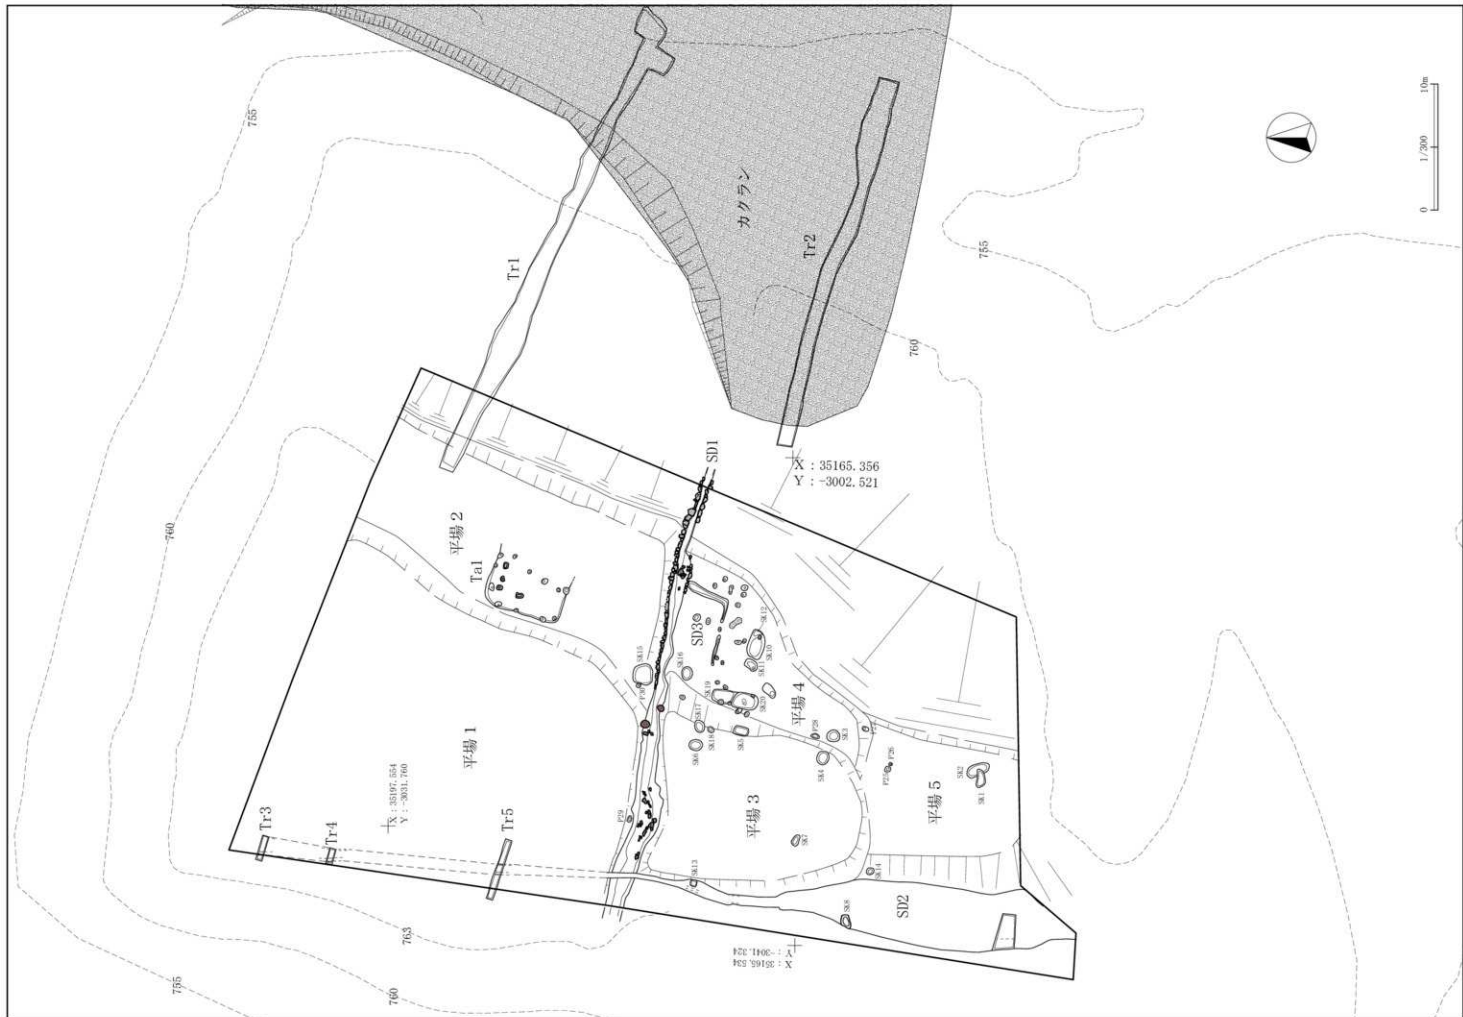 755
カクラン
Tr1
Tr2
10m
1/300
0
755
760
X : 35165.356
Y : -3002.521
SD1
平場 2
Ta1
760
SD3
SK12
SK10
SK11
SK15
P30
SK16
SK19
SK20
平場 4
SK17
SK18
SK5
SK6
P28
SK3
SK4
P25
P26
SK2
SK1
平場 1
X : 35197.554
Y : -3031.760
Tr3
Tr4
Tr5
P29
平場 3
SK7
平場 5
SK13
SK14
SK8
SD2
763
X : 35165.534
Y : -3041.324
755
760